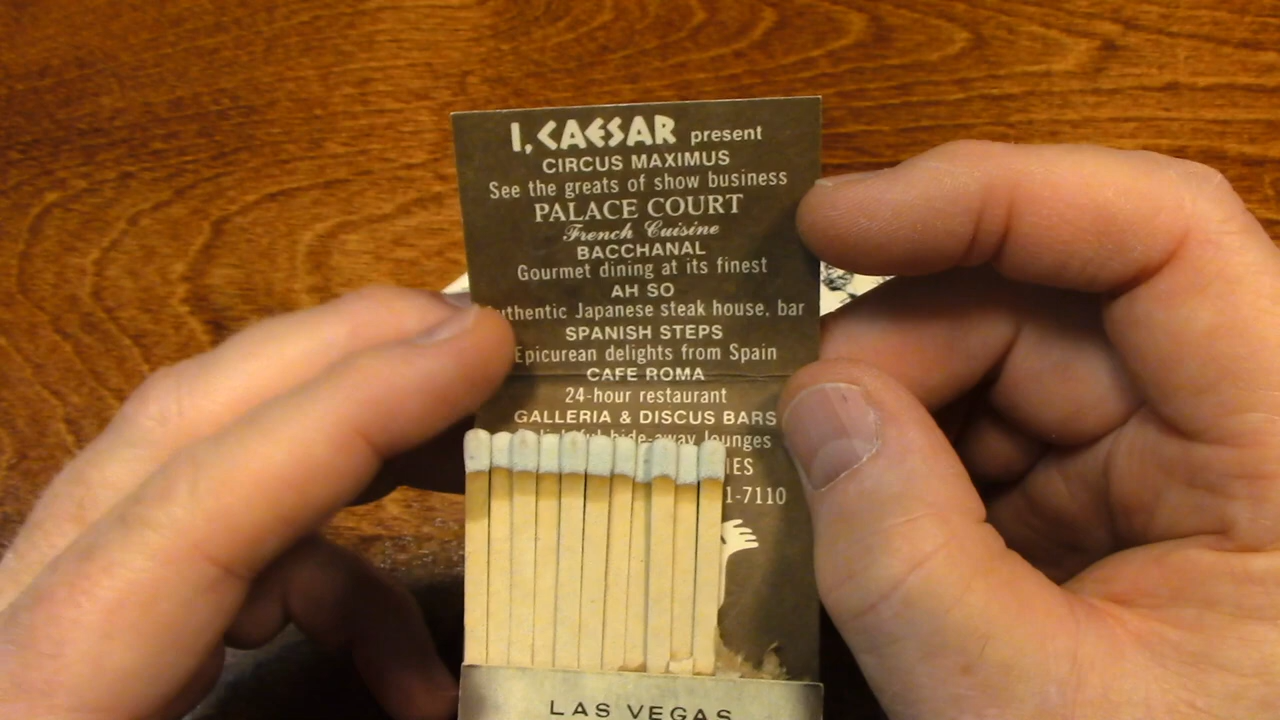 I, CAESAR present
CIRCUS MAXIMUS
See the greats of show business
PALACE COURT
French Cuisine
BACCHANAL
Gourmet dining at its finest
AH SO
uthentic Japanese steak house, bar
SPANISH STEPS
Epicurean delights from Spain
CAFE ROMA
24-hour restaurant
GALLERIA & DISCUS BARS
hide-away lounges
IES
1-7110
LAS VEGAS